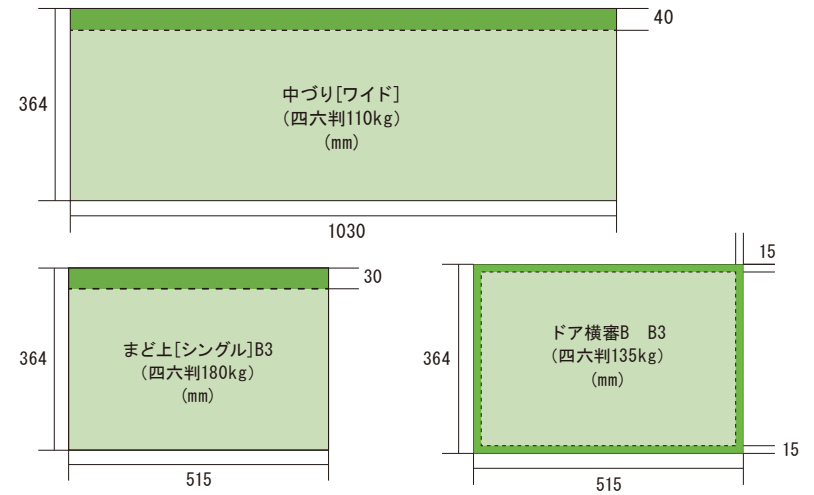 40
364
中づり[ワイド]
（四六判110kg）
（mm）
1030
30
364
まど上[シングル]B3
（四六判180kg）
（mm）
515
15
364
ドア横審B　B3
（四六判135kg）
（mm）
15
515